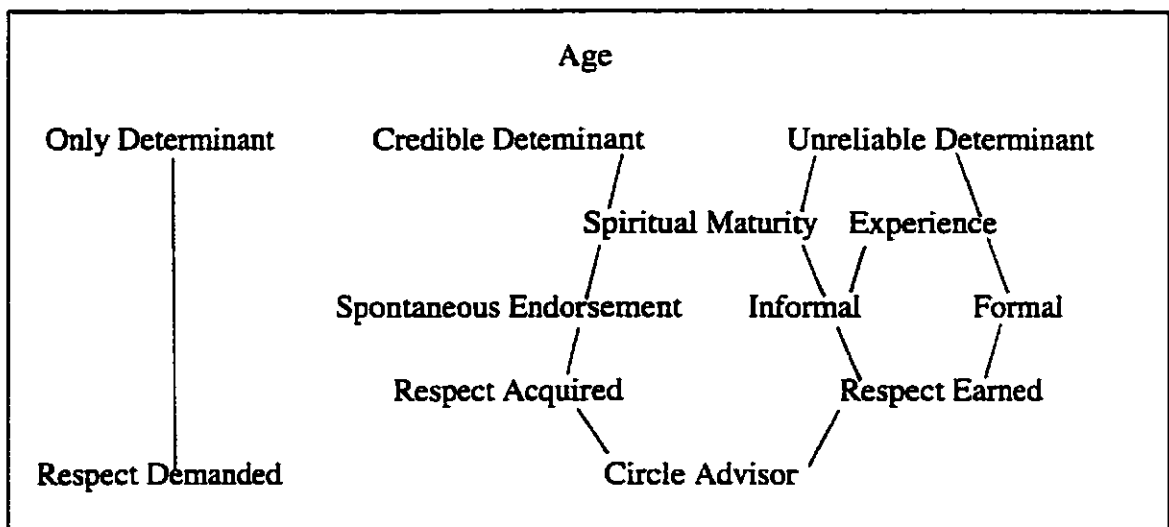 Age
Only Determinant Credible Deteminant Unreliable Determinant
Spiritual Maturity Experience
Spontaneous Endorsement Informal Formal
Respect Acquired Respect Earned
Respect Demanded Circle Advisor